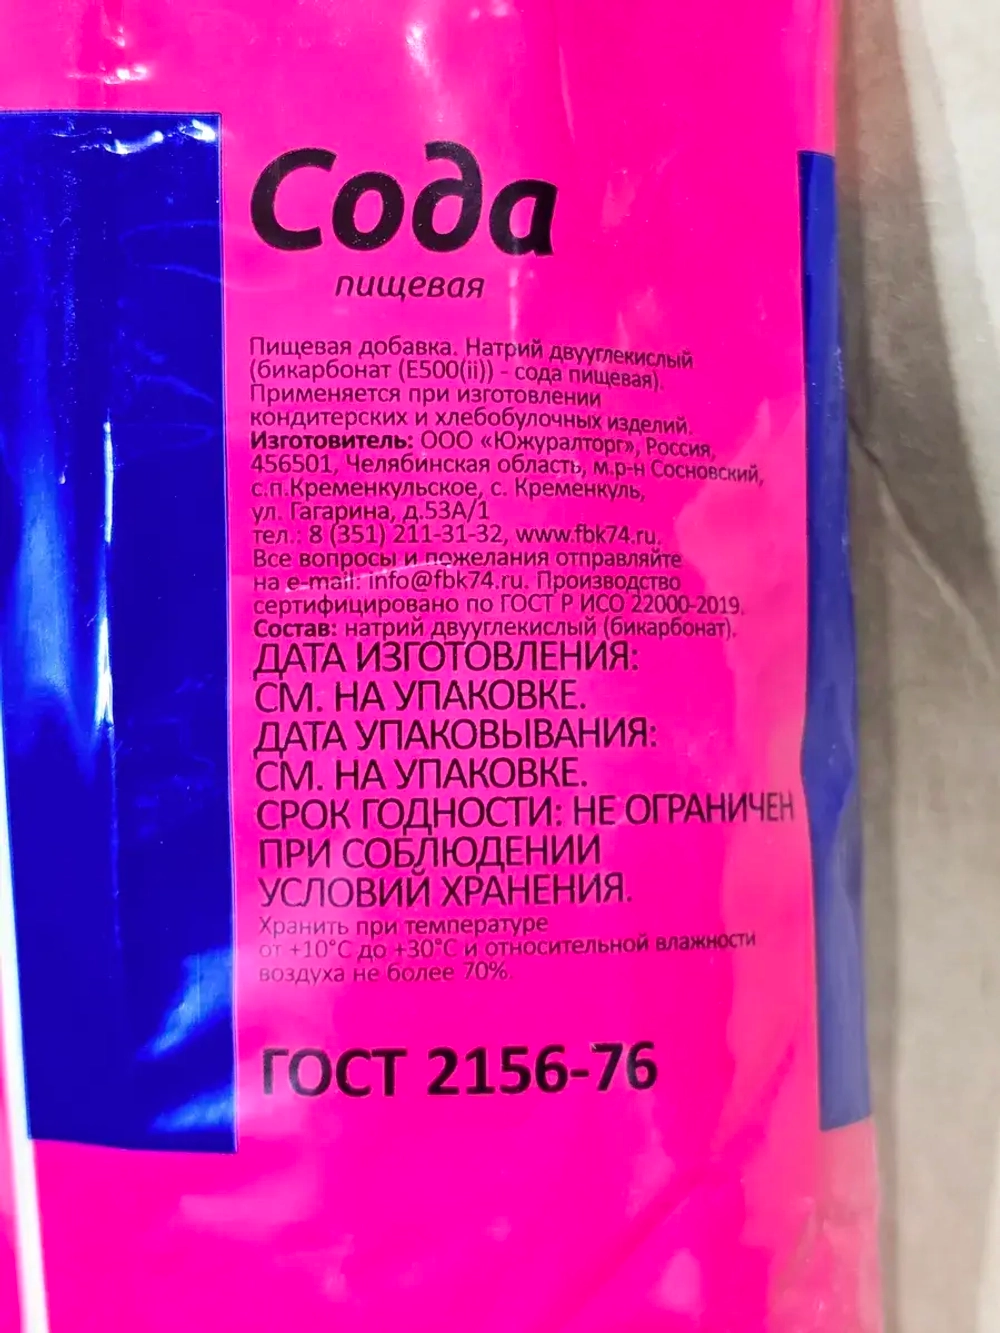 Сода
пищевая
Пищевая добавка. Натрий двууглекислый
(бикарбонат (Е500(ii)) - сода пищевая).
Применяется при изготовлении
кондитерских и хлебобулочных изделий.
Изготовитель: ООО «Южуралторг», Россия,
456501, Челябинская область, м.р-н Сосновский,
с.п.Кременкульское, с. Кременкуль,
ул. Гагарина, д.53А/1
тел.: 8 (351) 211-31-32, www.fbk74.ru.
Все вопросы и пожелания отправляйте
на e-mail: info@fbk74.ru. Производство
сертифицировано по ГОСТ Р ИСО 22000-2019.
Состав: натрий двууглекислый (бикарбонат).
ДАТА ИЗГОТОВЛЕНИЯ:
СМ. НА УПАКОВКЕ.
ДАТА УПАКОВЫВАНИЯ:
СМ. НА УПАКОВКЕ.
СРОК ГОДНОСТИ: НЕ ОГРАНИЧЕН
ПРИ СОБЛЮДЕНИИ
УСЛОВИЙ ХРАНЕНИЯ.
Хранить при температуре
от +10°С до +30°С и относительной влажности
воздуха не более 70%.
ГОСТ 2156-76